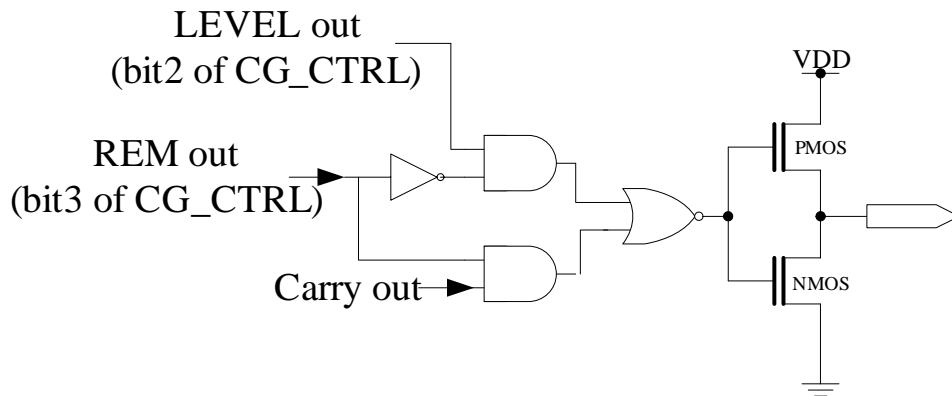 LEVEL out
(bit2 of CG_CTRL)
VDD
PMOS
REM out
(bit3 of CG_CTRL)
Carry out
NMOS